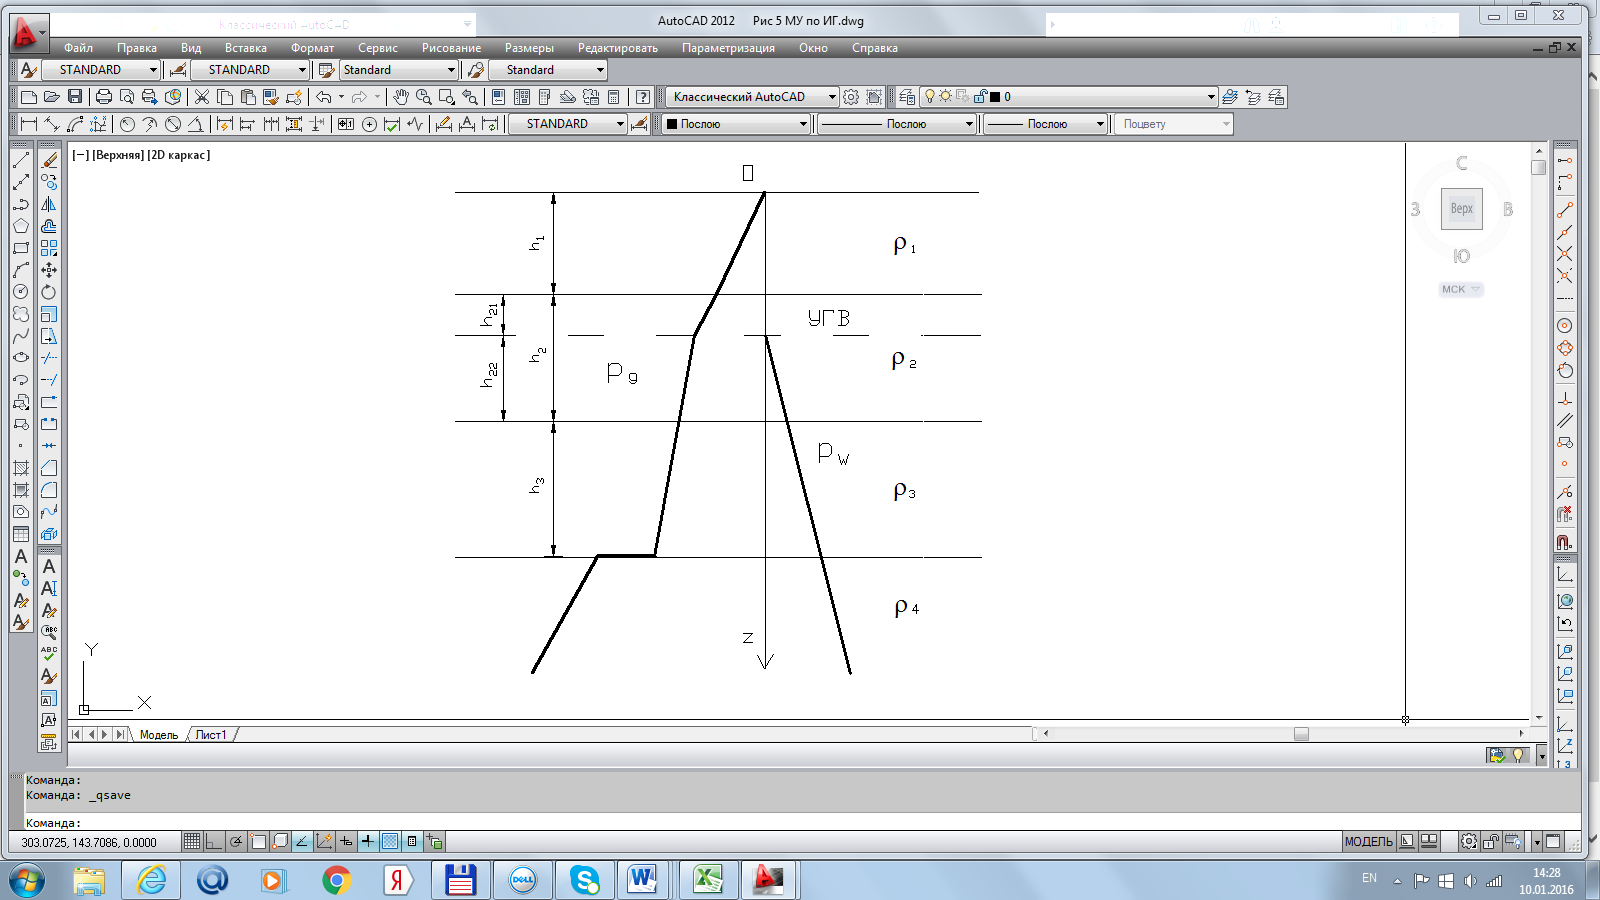 AutoCAD 2012 Рис 5 МУ по ИГ.dwg
Классический AutoCAD
Файл Правка Вид Вставка Формат Сервис Рисование Размеры Редактировать Параметризация Окно Справка
STANDARD STANDARD Standard Standard
Классический AutoCAD 0
STANDARD Послою Послою Послою Поцвету
[−] [Верхняя] [2D каркас]
С
З Верх В
Ю
МСК
h1
ρ1
h21
УГВ
h2
ρ2
h22
Pg
Pw
h3
ρ3
ρ4
z
Y
X
Модель Лист1
Команда:
Команда: _qsave
Команда:
303.0725, 143.7086, 0.0000 МОДЕЛЬ
EN 14:28
10.01.2016